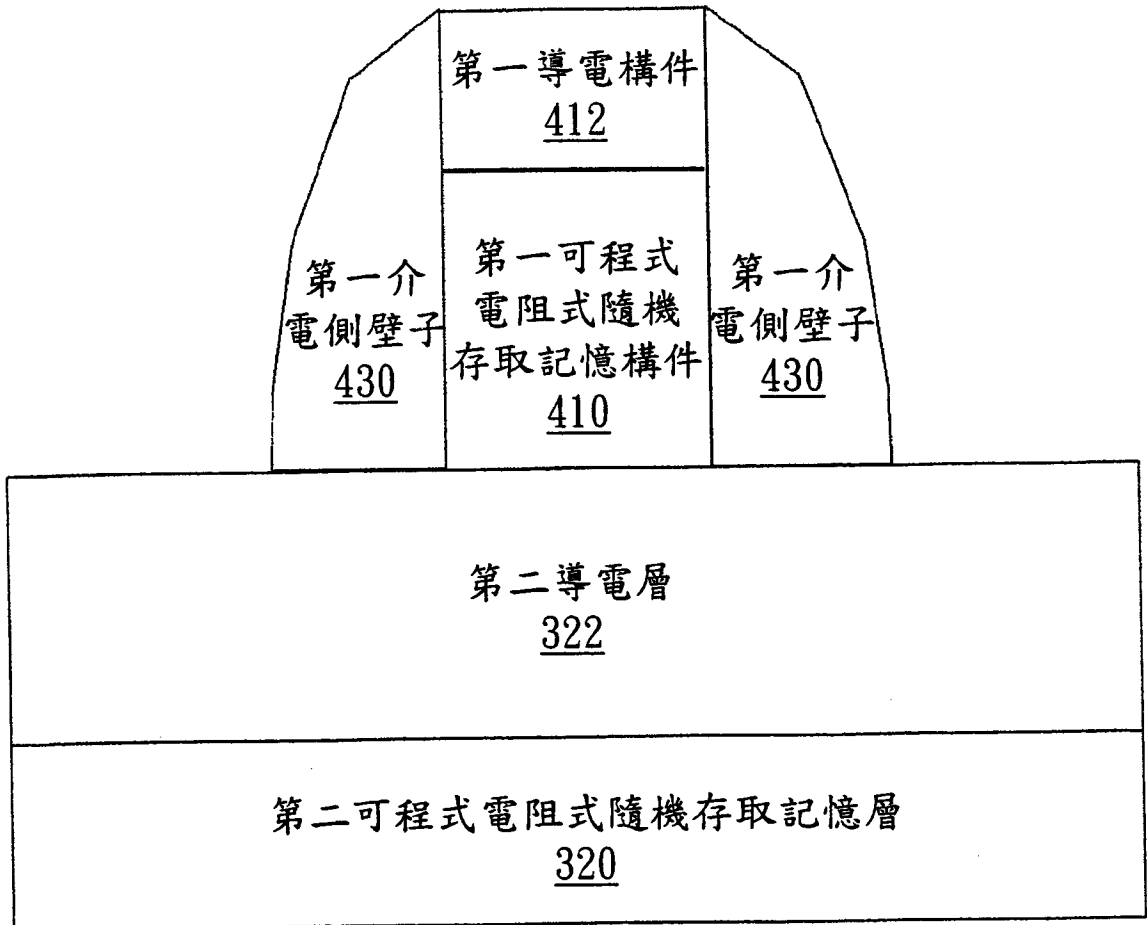 第一導電構件
412
第一介
電側壁子
430
第一可程式
電阻式隨機
存取記憶構件
410
第一介
電側壁子
430
第二導電層
322
第二可程式電阻式隨機存取記憶層
320